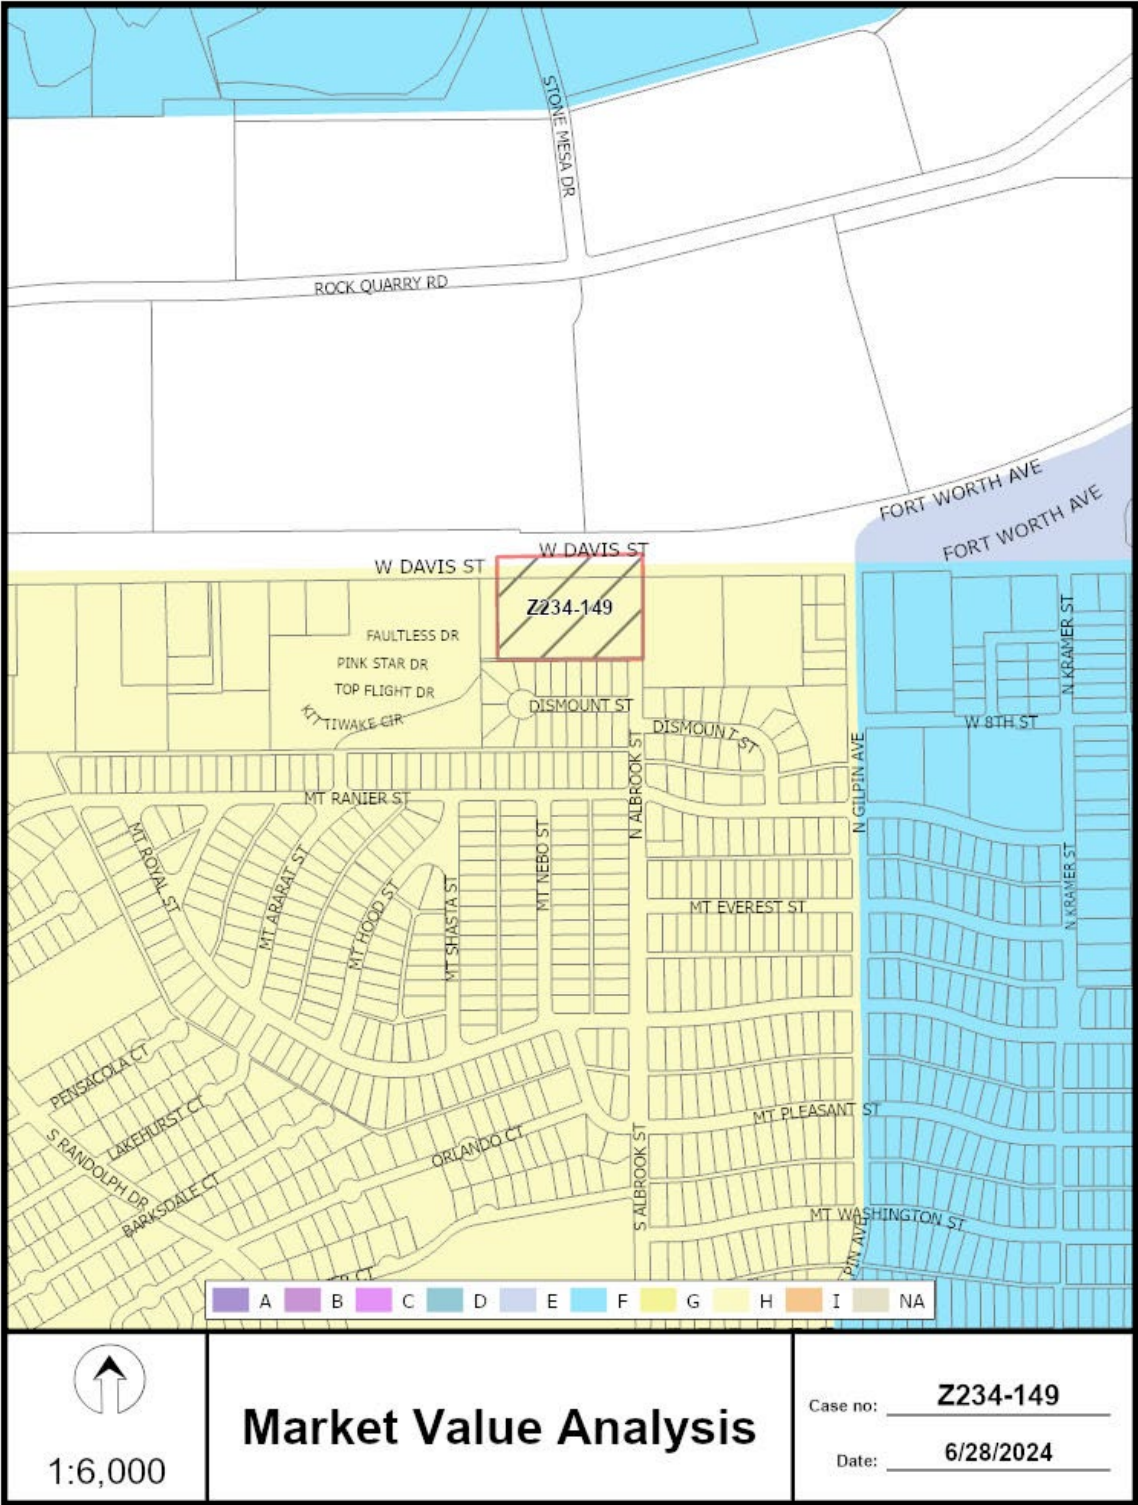 STONE MESA DR
ROCK QUARRY RD
FORT WORTH AVE
FORT WORTH AVE
W DAVIS ST
W DAVIS ST
Z234-149
FAULTLESS DR
PINK STAR DR
TOP FLIGHT DR
KITTIWAKE CIR
DISMOUNT ST
DISMOUNT ST
N KRAMER ST
W 8TH ST
N ALBROOK ST
N GILPIN AVE
MT RANIER ST
MT ROYAL ST
MT ARARAT ST
MT HOOD ST
MT SHASTA ST
MT NEBO ST
MT EVEREST ST
N KRAMER ST
PENSACOLA CT
LAKEHURST CT
S RANDOLPH DR
BARKSDALE CT
ORLANDO CT
S ALBROOK ST
MT PLEASANT ST
MT WASHINGTON ST
PIN AVE
CT
A B C D E F G H I NA
1:6,000
Market Value Analysis
Case no: Z234-149
Date: 6/28/2024